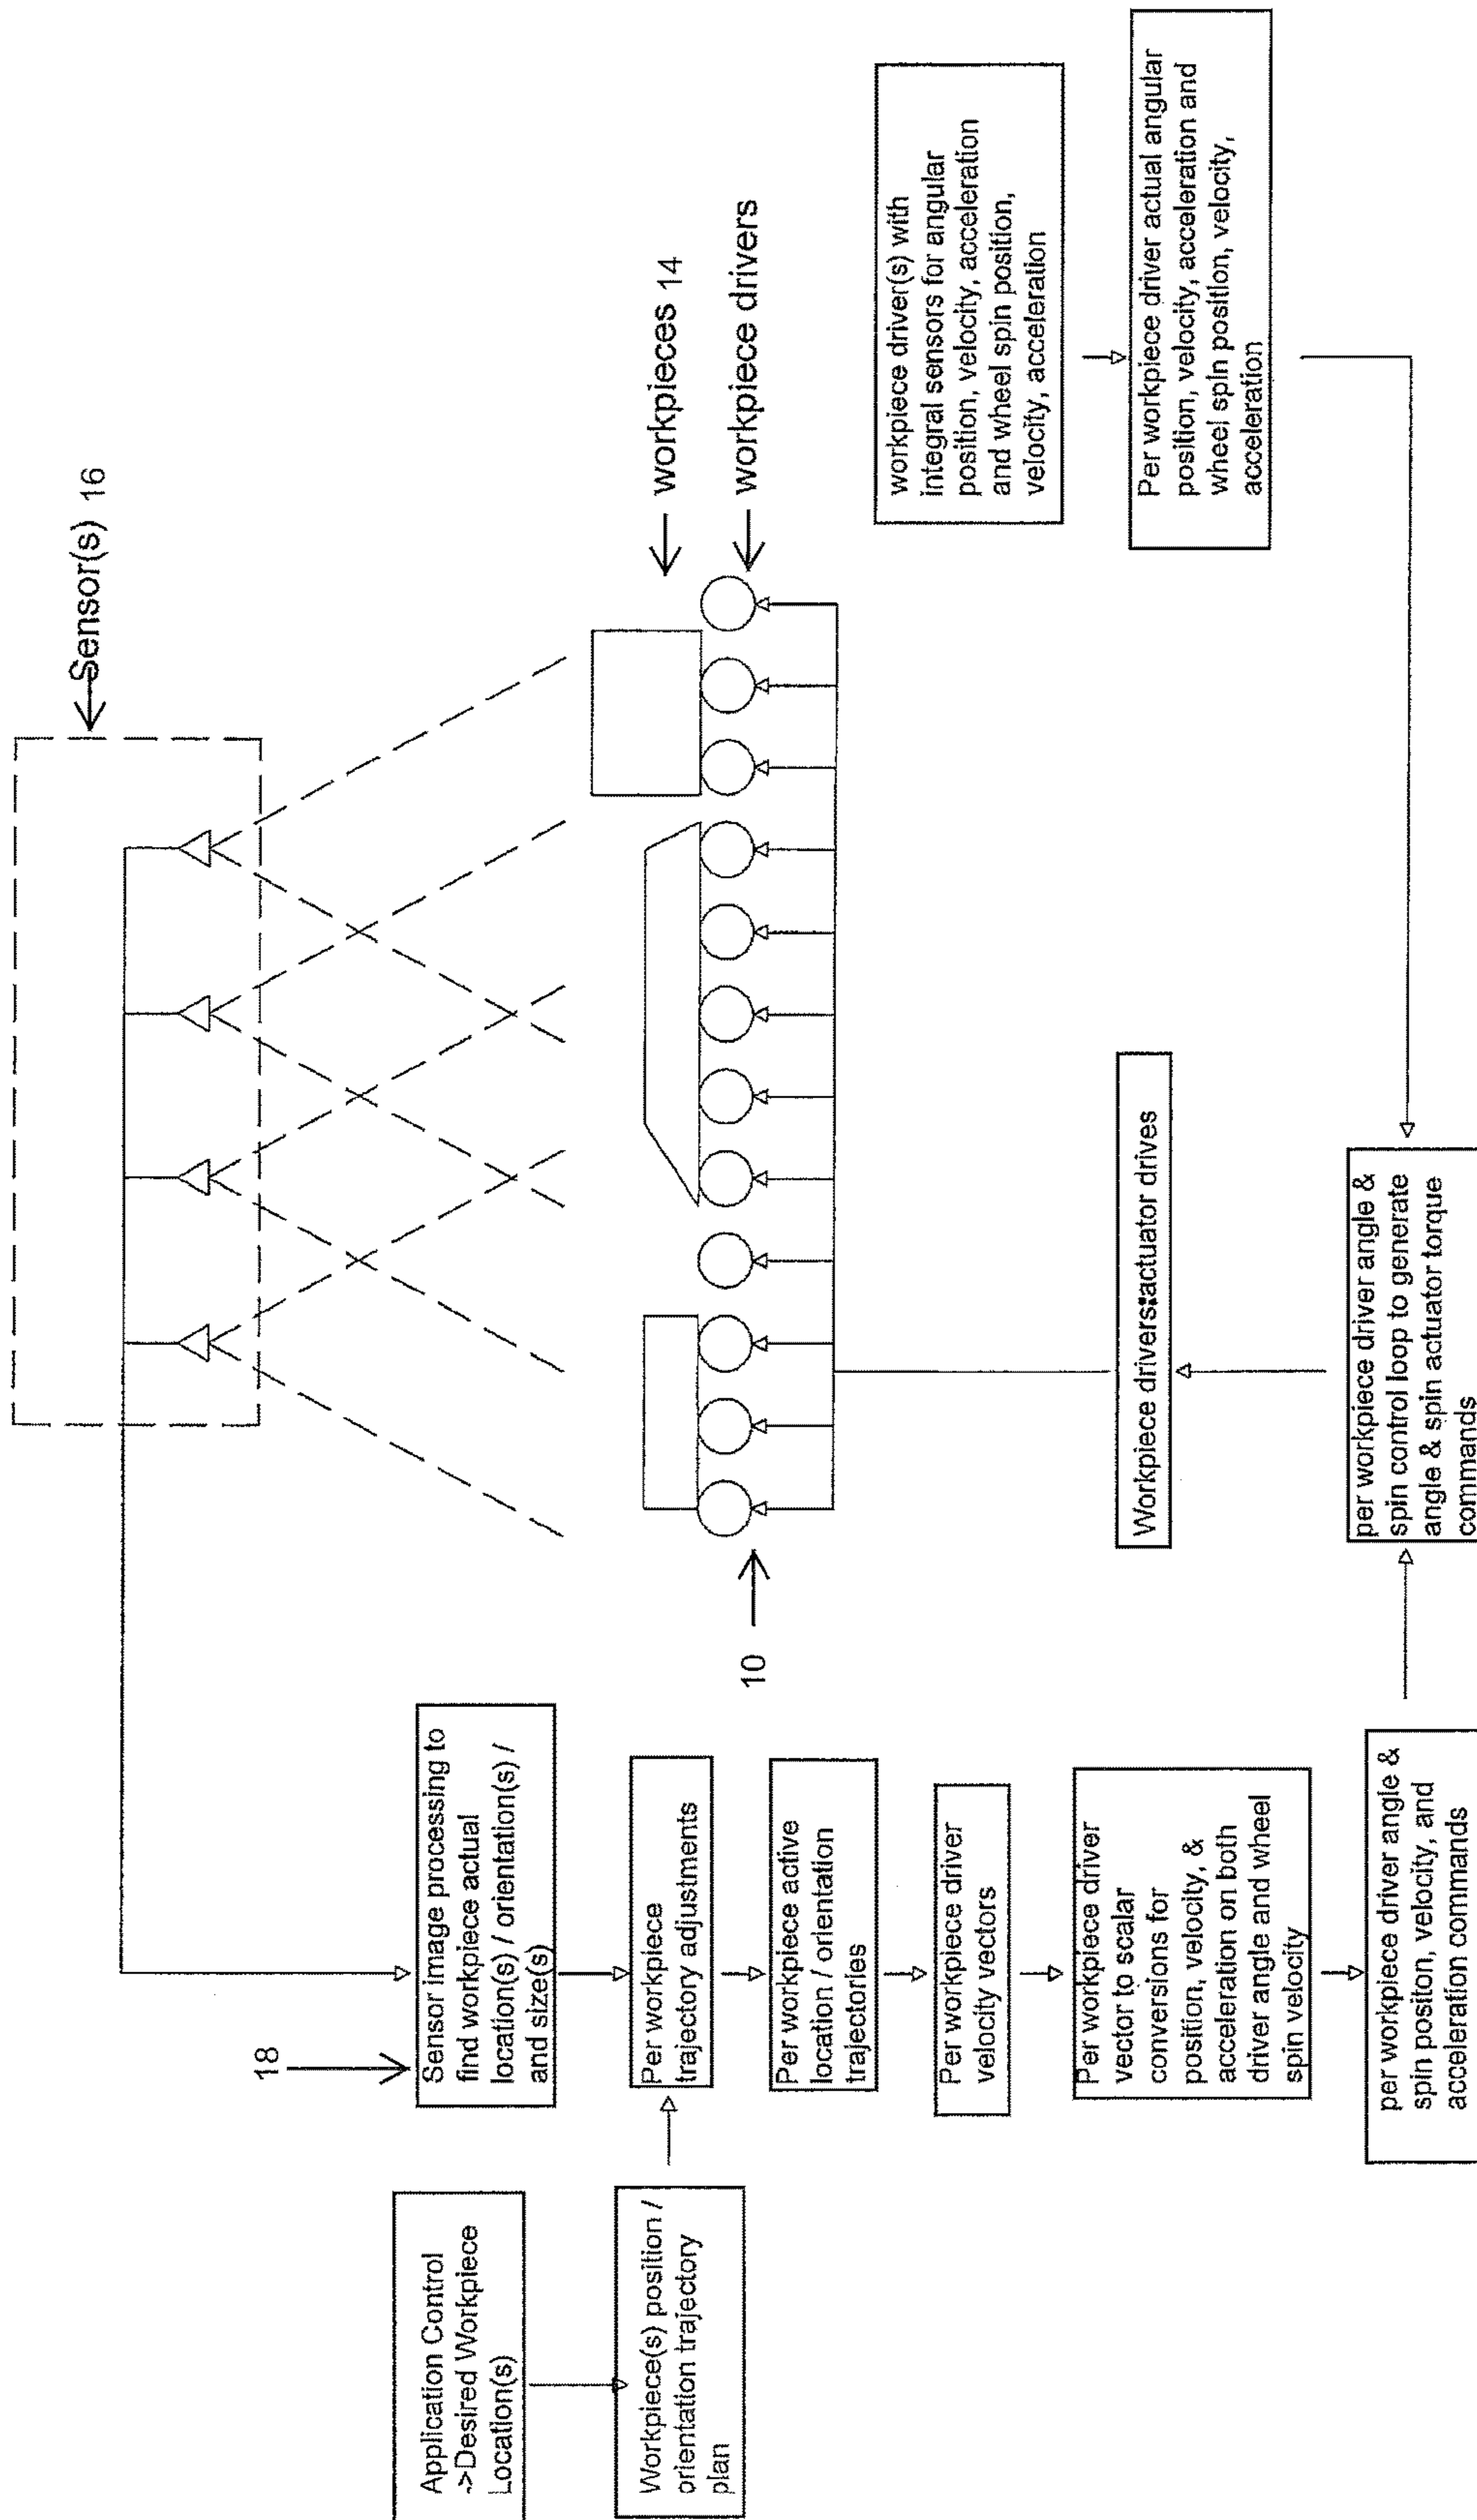 Sensor(s) 16
workpieces 14
workpiece drivers
10
18
Application Control
->Desired Workpiece
Location(s)
Workpiece(s) position /
orientation trajectory
plan
Sensor image processing to
find workpiece actual
location(s) / orientation(s) /
and size(s)
Per workpiece
trajectory adjustments
Per workpiece active
location / orientation
trajectories
Per workpiece driver
velocity vectors
Per workpiece driver
vector to scalar
conversions for
position, velocity, &
acceleration on both
driver angle and wheel
spin velocity
per workpiece driver angle &
spin positon, velocity, and
acceleration commands
per workpiece driver angle &
spin control loop to generate
angle & spin actuator torque
commands
Workpiece drivers:actuator drives
workpiece driver(s) with
integral sensors for angular
position, velocity, acceleration
and wheel spin position,
velocity, acceleration
Per workpiece driver actual angular
position, velocity, acceleration and
wheel spin position, velocity,
acceleration